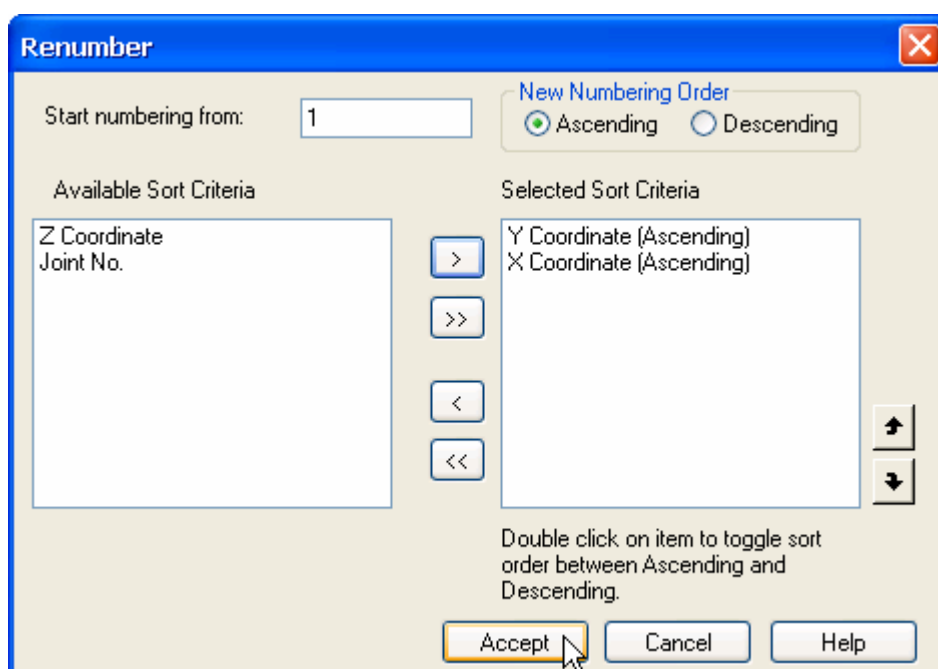 Renumber
Start numbering from:
1
New Numbering Order
Ascending
Descending
Available Sort Criteria
Selected Sort Criteria
Z Coordinate
Joint No.
Y Coordinate (Ascending)
X Coordinate (Ascending)
>
>>
<
<<
Double click on item to toggle sort
order between Ascending and
Descending.
Accept
Cancel
Help